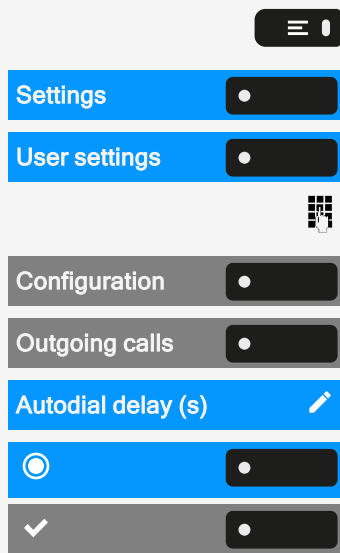 Settings
User settings
Configuration
Outgoing calls
Autodial delay (s)